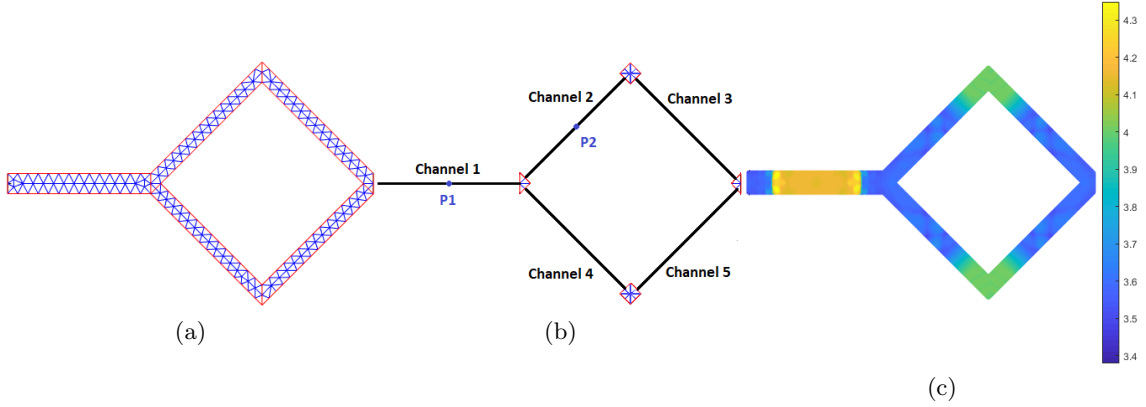 Channel 2
Channel 3
P2
Channel 1
P1
Channel 4
Channel 5
(a)
(b)
(c)
4.3
4.2
4.1
4
3.9
3.8
3.7
3.6
3.5
3.4